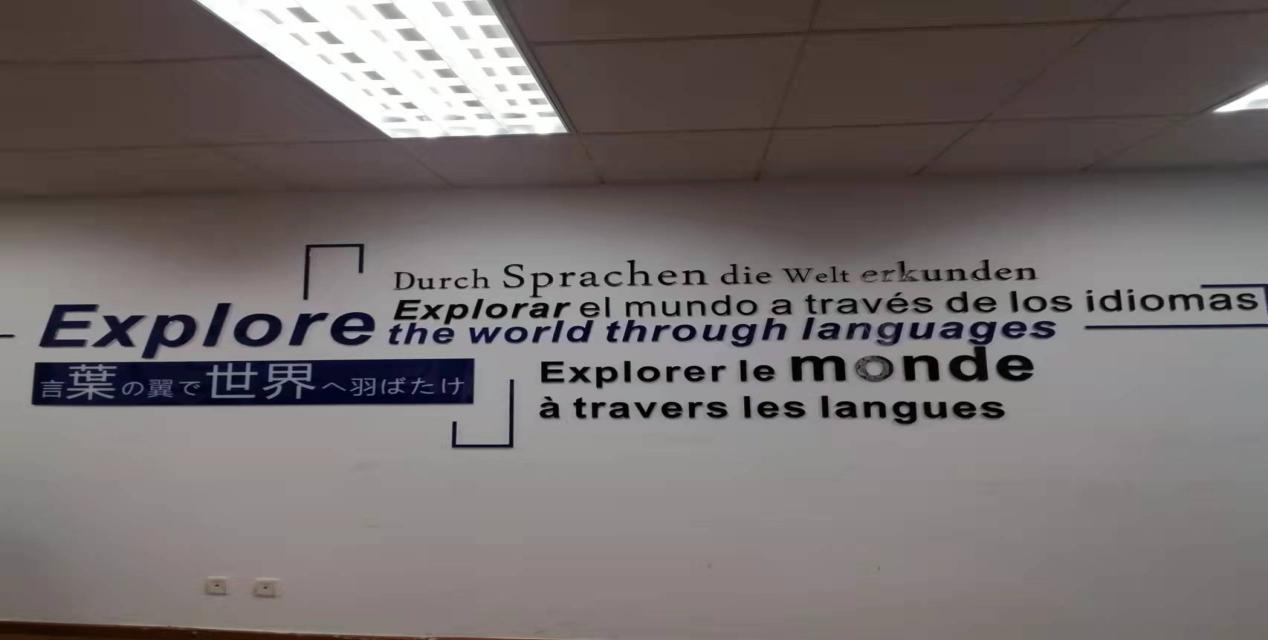 Durch Sprachen die Welt erkunden
Explorar el mundo a través de los idiomas
Explore the world through languages
言葉の翼で世界へ羽ばたけ
Explorer le monde
à travers les langues